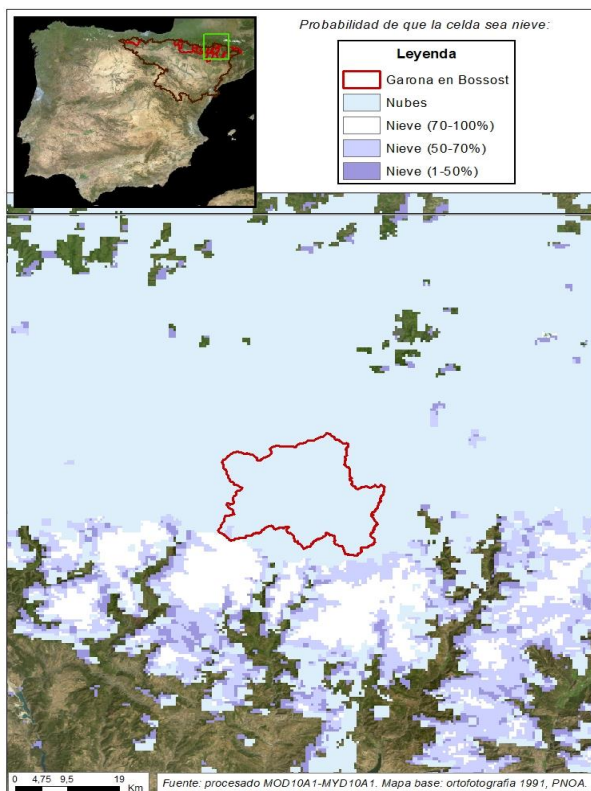 Probabilidad de que la celda sea nieve:
Leyenda
Garona en Bossost
Nubes
Nieve (70-100%)
Nieve (50-70%)
Nieve (1-50%)
0 4,75 9,5 19
Km
Fuente: procesado MOD10A1-MYD10A1. Mapa base: ortofotografía 1991, PNOA.